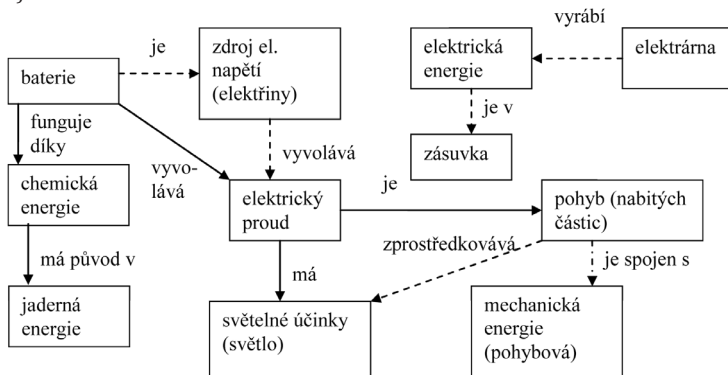 vyrábí
je
zdroj el.
napětí
(elektřiny)
elektrická
energie
elektrárna
baterie
je v
funguje
díky
vyvolává
zásuvka
vyvo-
lává
je
chemická
energie
elektrický
proud
pohyb (nabitých
částic)
zprostředkovává
má původ v
má
je spojen s
jaderná
energie
světelné účinky
(světlo)
mechanická
energie
(pohybová)